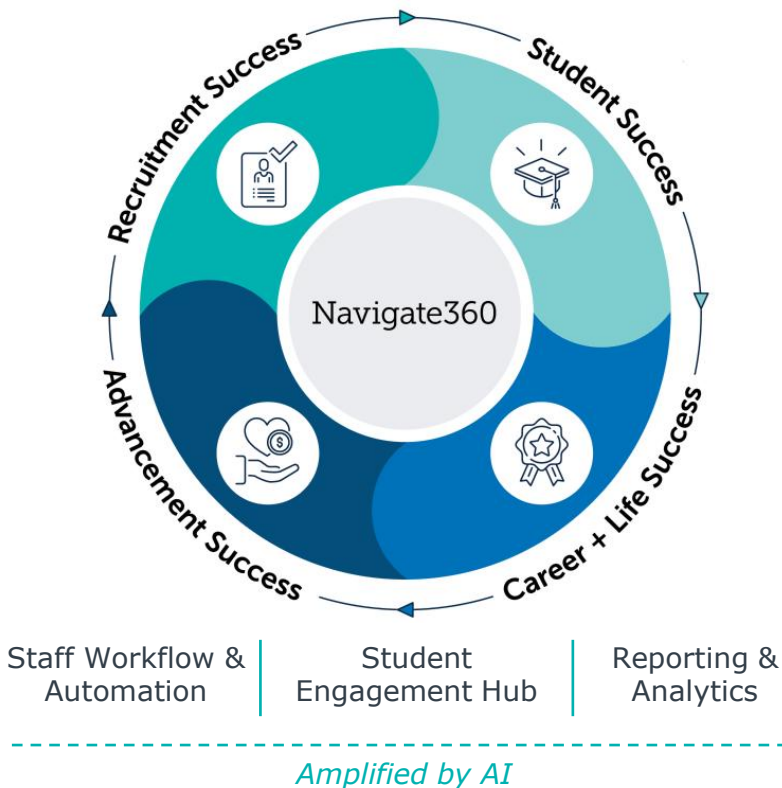 Recruitment Success
Student Success
Navigate360
Advancement Success
Career + Life Success
Staff Workflow &
Automation
Student
Engagement Hub
Reporting &
Analytics
Amplified by AI